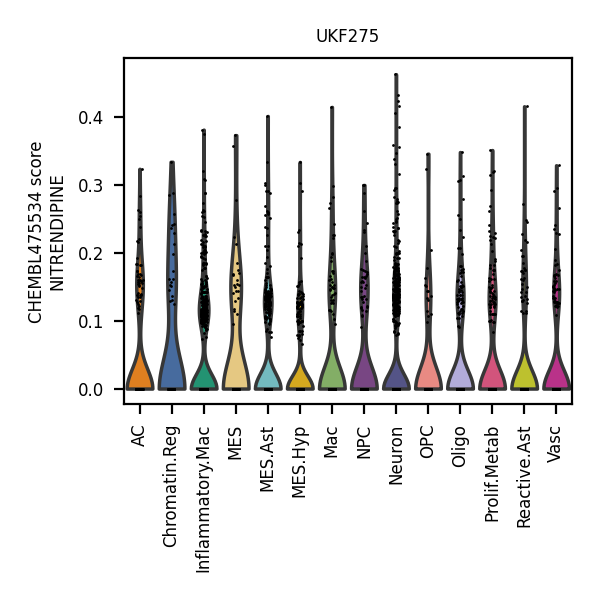 UKF275
CHEMBL475534 score
NITRENDIPINE
0.4
0.3
0.2
0.1
0.0
AC
Chromatin.Reg
Inflammatory.Mac
MES
MES.Ast
MES.Hyp
Mac
NPC
Neuron
OPC
Oligo
Prolif.Metab
Reactive.Ast
Vasc